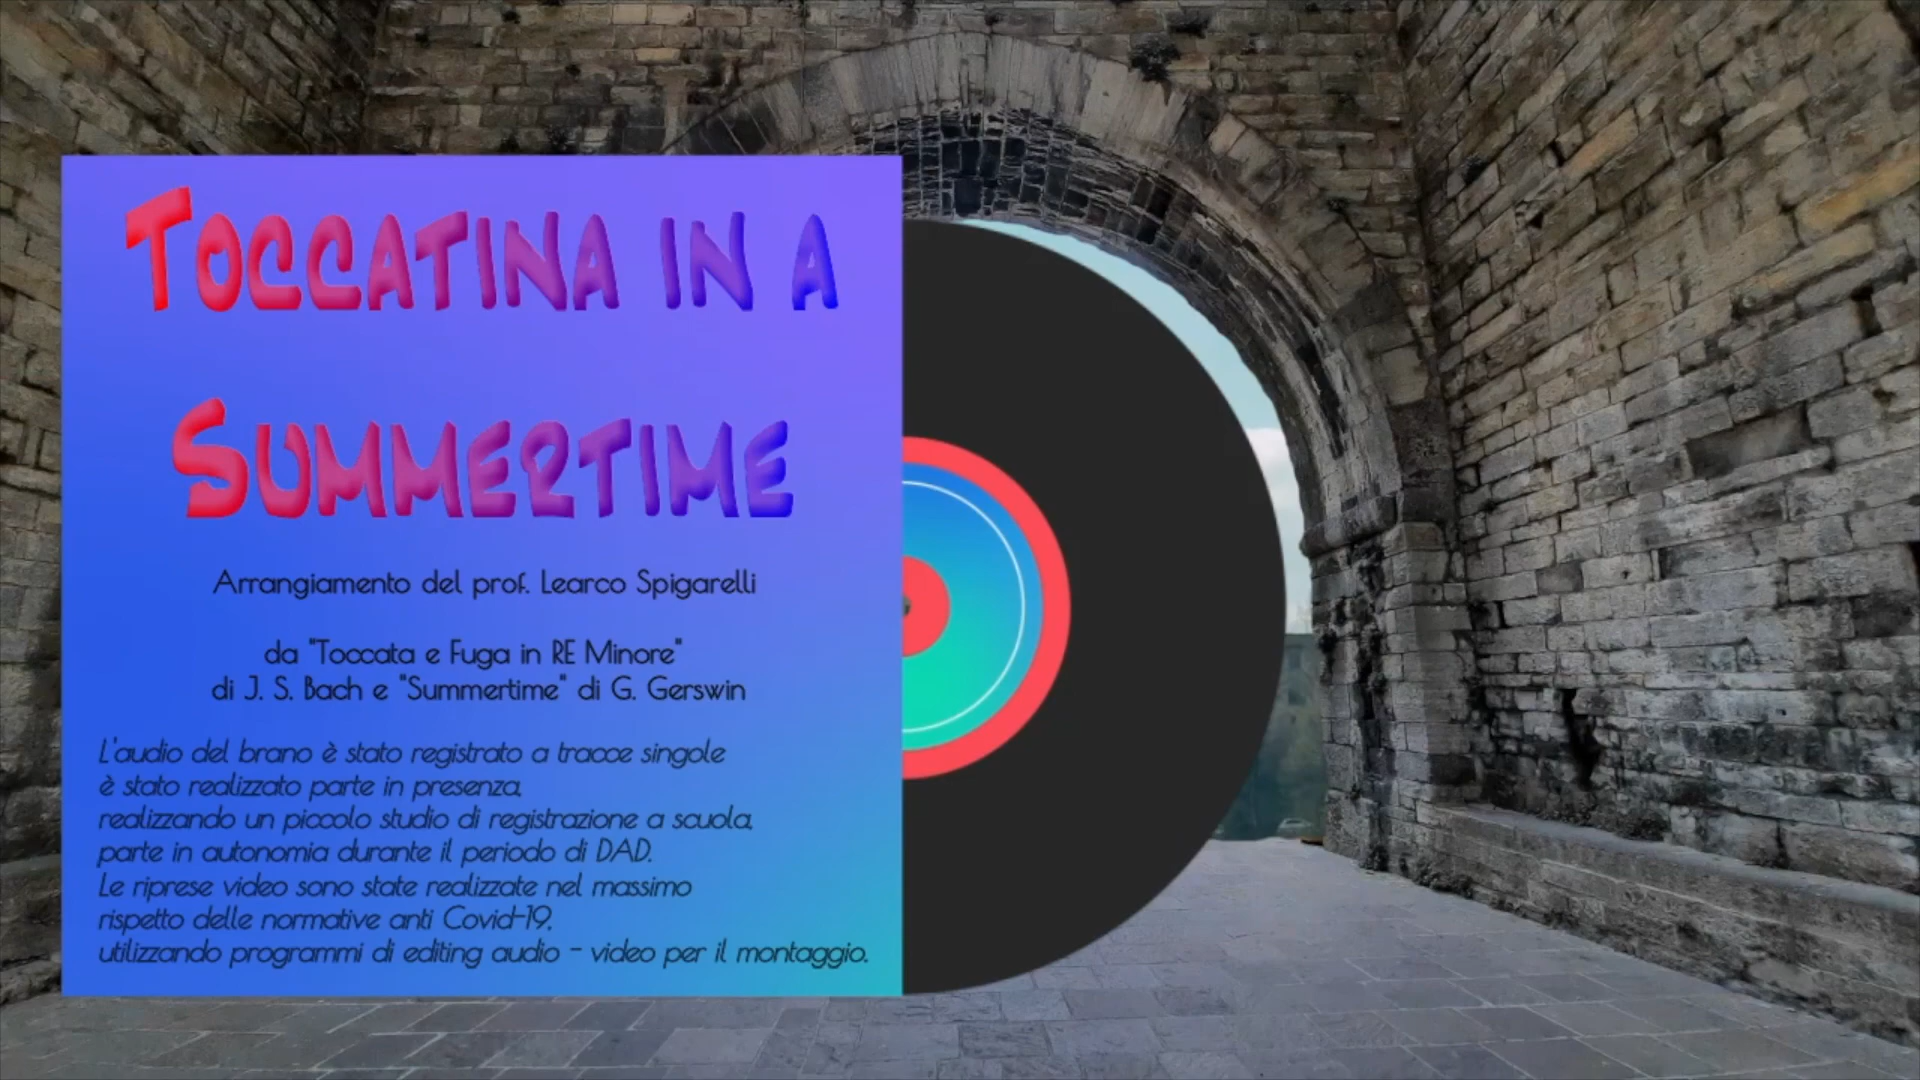 TOCCATINA IN A
SUMMERTIME
Arrangiamento del prof. Learco Spigarelli
da "Toccata e Fuga in RE Minore"
di J. S. Bach e "Summertime" di G. Gerswin
L'audio del brano è stato registrato a tracce singole
è stato realizzato parte in presenza,
realizzando un piccolo studio di registrazione a scuola,
parte in autonomia durante il periodo di DAD.
Le riprese video sono state realizzate nel massimo
rispetto delle normative anti Covid-19,
utilizzando programmi di editing audio - video per il montaggio.